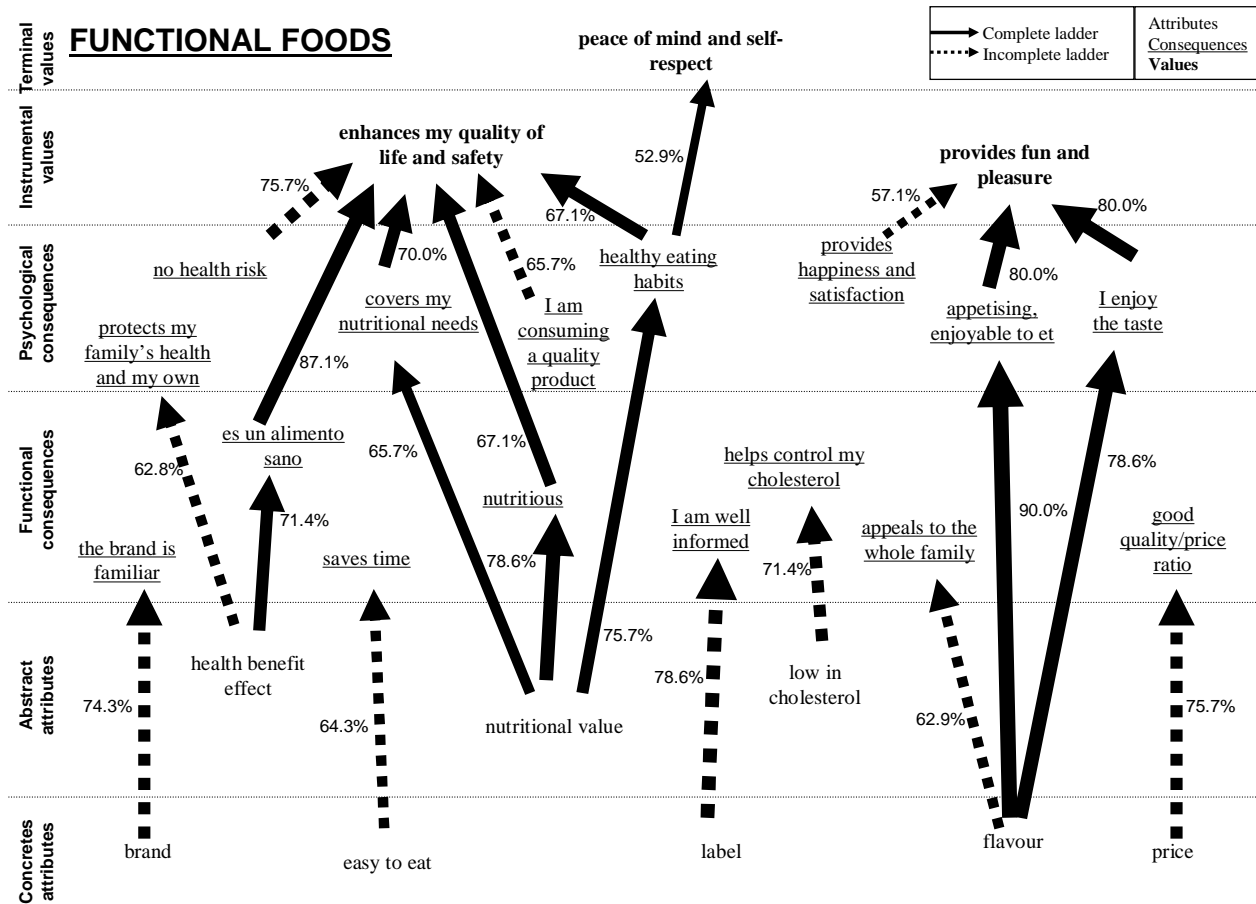 FUNCTIONAL FOODS
Complete ladder
Incomplete ladder
Attributes
Consequences
Values
Terminal
values
peace of mind and self-
respect
Instrumental
values
enhances my quality of
life and safety
52.9%
provides fun and
pleasure
75.7%
67.1%
57.1%
80.0%
Psychological
consequences
no health risk
70.0%
65.7%
healthy eating
habits
provides
happiness and
satisfaction
80.0%
covers my
nutritional needs
I am
consuming
a quality
product
appetising,
enjoyable to et
I enjoy
the taste
protects my
family's health
and my own
87.1%
Functional
consequences
es un alimento
sano
62.8%
65.7%
67.1%
helps control my
cholesterol
78.6%
nutritious
71.4%
90.0%
the brand is
familiar
saves time
78.6%
I am well
informed
71.4%
appeals to the
whole family
good
quality/price
ratio
Abstract
attributes
health benefit
effect
75.7%
78.6%
low in
cholesterol
74.3%
64.3%
nutritional value
62.9%
75.7%
Concretes
attributes
brand
easy to eat
label
flavour
price